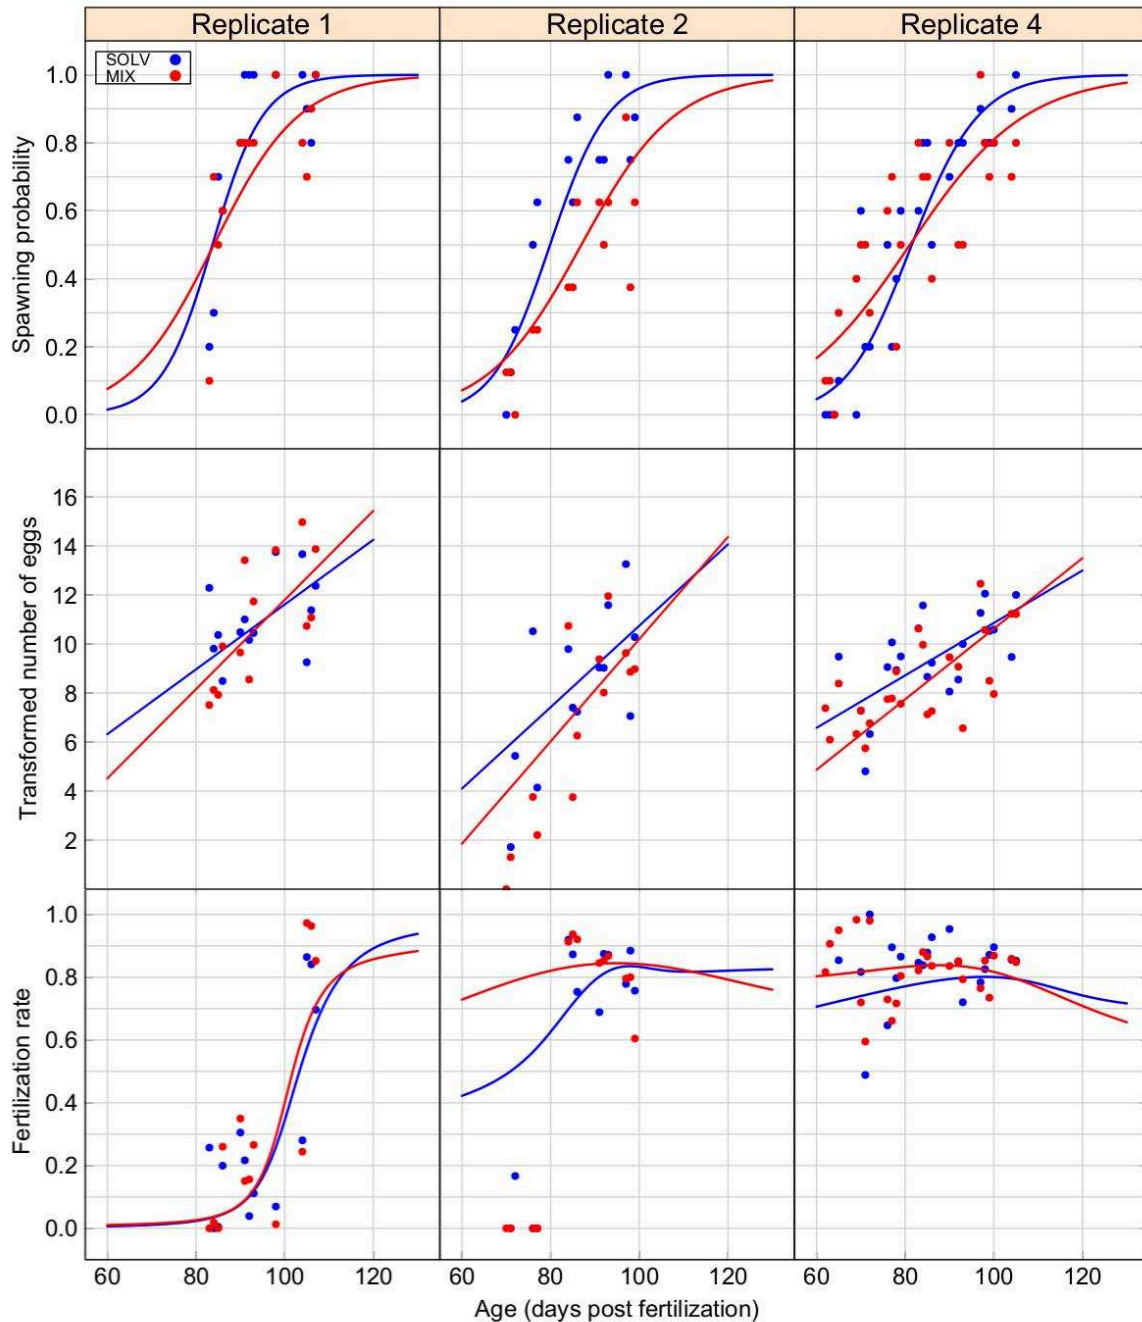 Replicate 1 Replicate 2 Replicate 4
SOLV
MIX
Spawning probability
1.0
0.8
0.6
0.4
0.2
0.0
Transformed number of eggs
16
14
12
10
8
6
4
2
Fertilization rate
1.0
0.8
0.6
0.4
0.2
0.0
60 80 100 120 60 80 100 120 60 80 100 120
Age (days post fertilization)